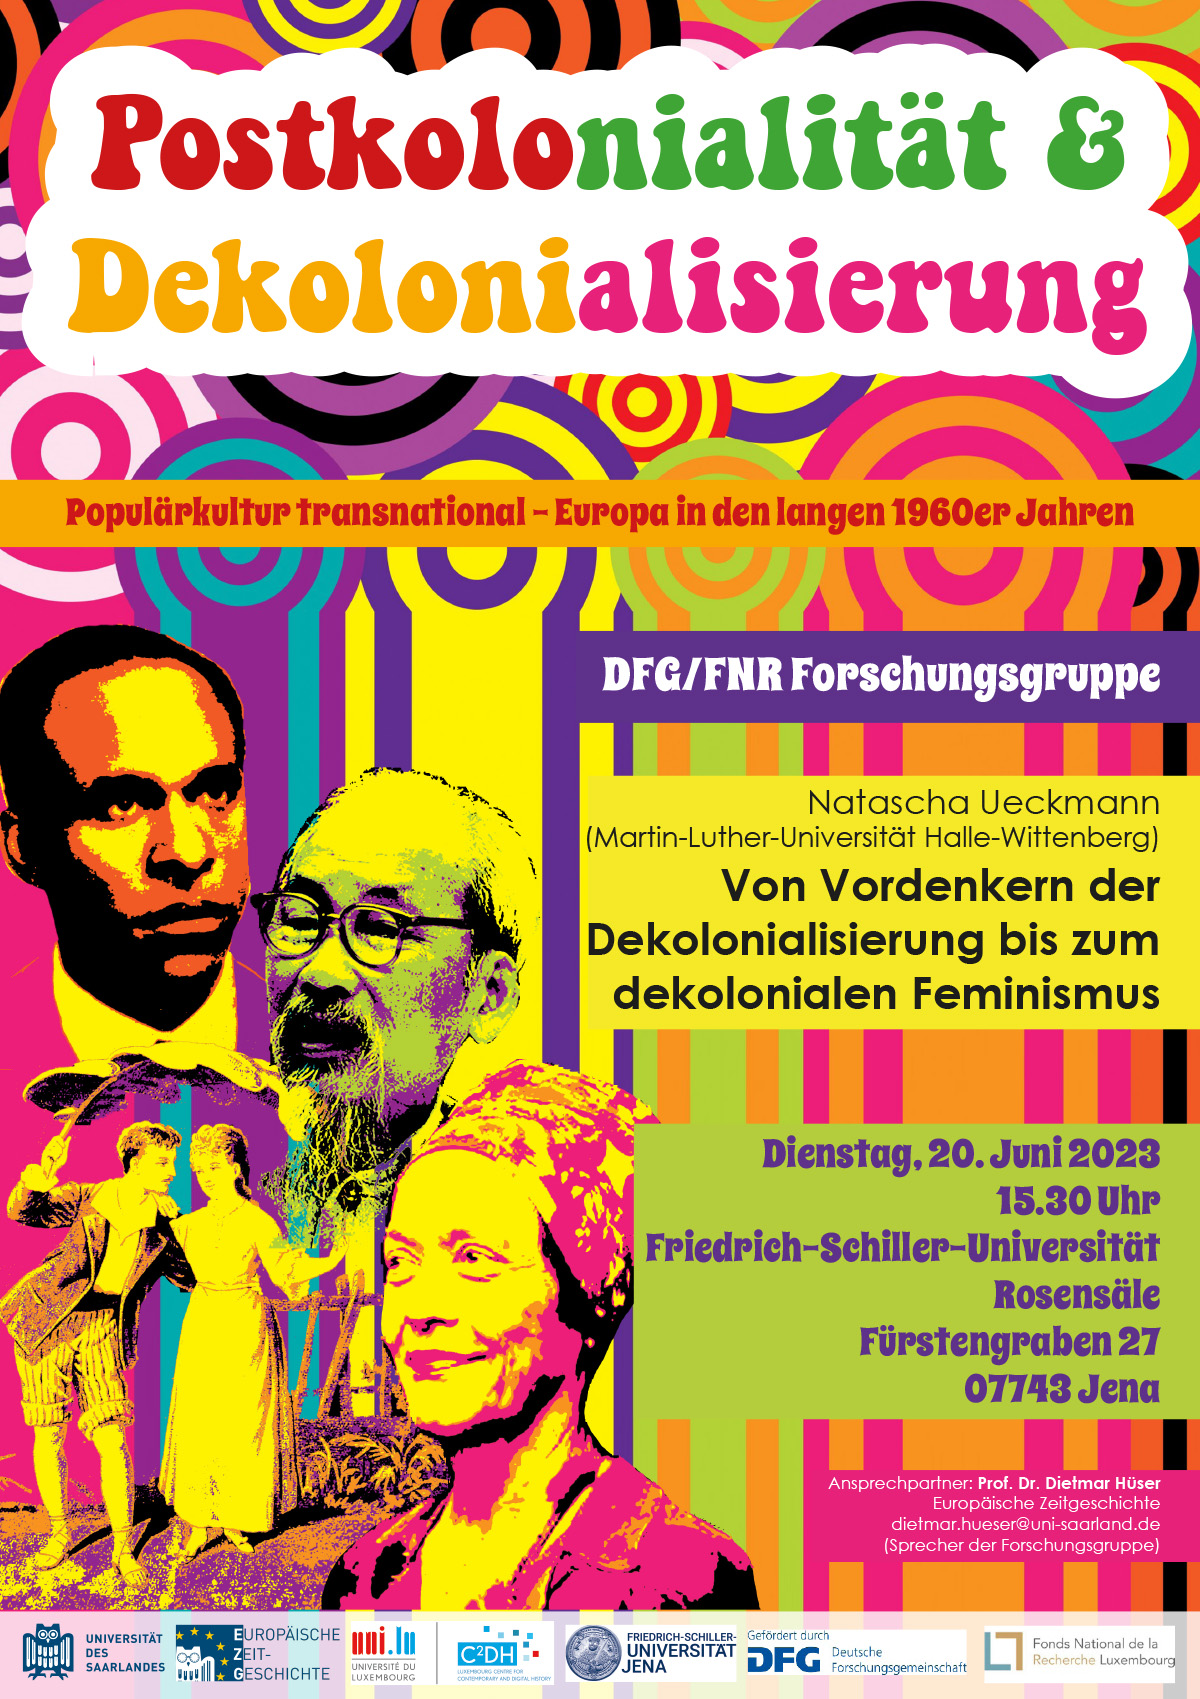 Postkolonialität &
Dekolonialisierung
Populärkultur transnational – Europa in den langen 1960er Jahren
DFG/FNR Forschungsgruppe
Natascha Ueckmann
(Martin-Luther-Universität Halle-Wittenberg)
Von Vordenkern der
Dekolonialisierung bis zum
dekolonialen Feminismus
Dienstag, 20. Juni 2023
15.30 Uhr
Friedrich-Schiller-Universität
Rosensäle
Fürstengraben 27
07743 Jena
Ansprechpartner: Prof. Dr. Dietmar Hüser
Europäische Zeitgeschichte
dietmar.hueser@uni-saarland.de
(Sprecher der Forschungsgruppe)
UNIVERSITÄT
DES
SAARLANDES
EUROPÄISCHE
ZEIT-
GESCHICHTE
uni.lu
UNIVERSITÉ DU
LUXEMBOURG
C²DH
LUXEMBOURG CENTRE FOR
CONTEMPORARY AND DIGITAL HISTORY
FRIEDRICH-SCHILLER-
UNIVERSITÄT
JENA
Gefördert durch
DFG
Deutsche
Forschungsgemeinschaft
Fonds National de la
Recherche Luxembourg